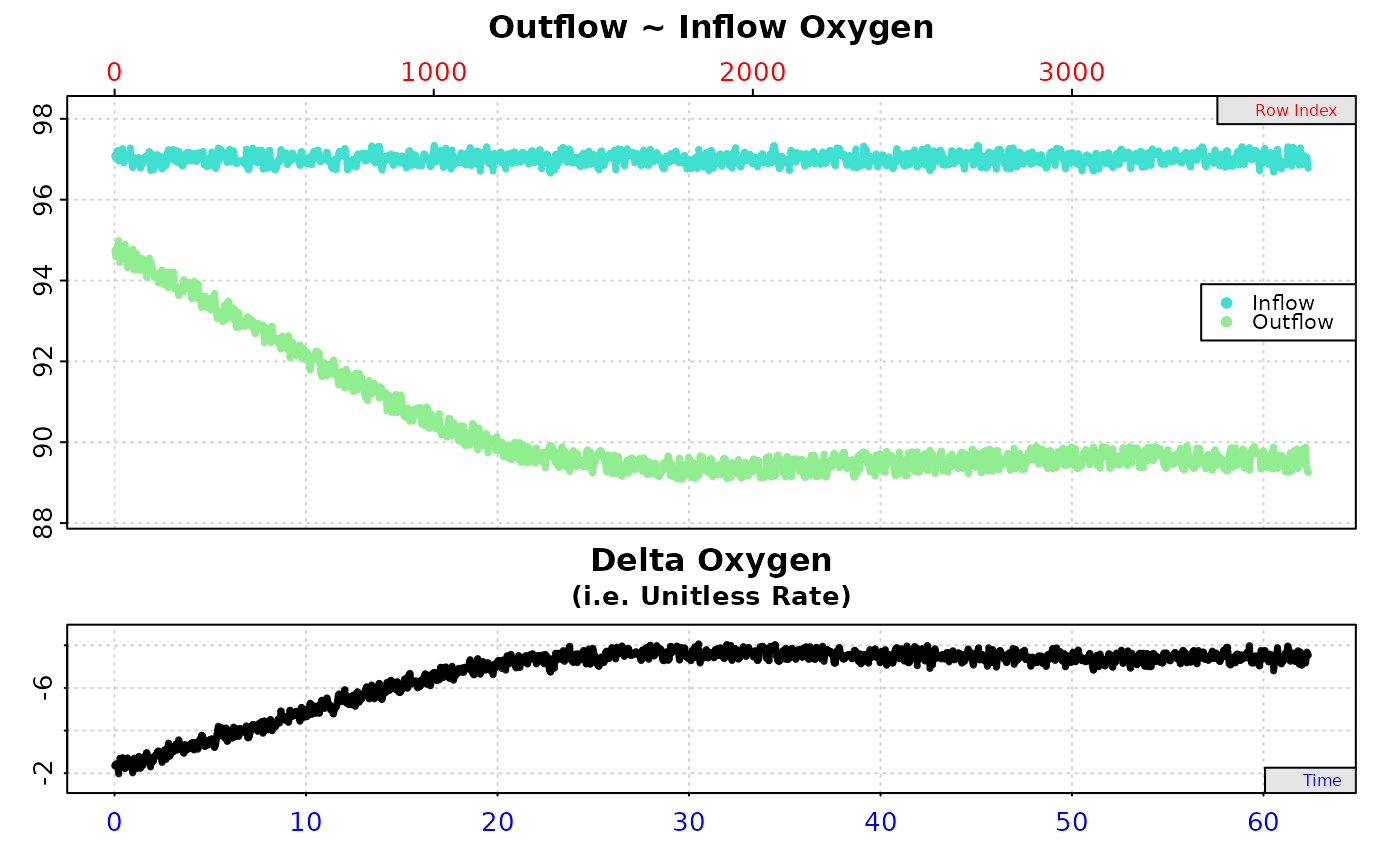 Outflow ~ Inflow Oxygen
0 1000 2000 3000
Row Index
98
96
94
92
90
88
Inflow
Outflow
Delta Oxygen
(i.e. Unitless Rate)
-6
-2
Time
0 10 20 30 40 50 60